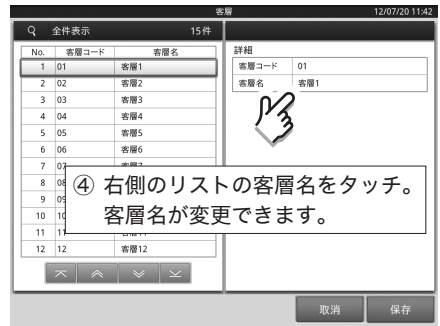 客層
12/07/20 11:42
全件表示 15件
No. 客層コード 客層名
1 01 客層1
2 02 客層2
3 03 客層3
4 04 客層4
5 05 客層5
6 06 客層6
7
8
9
10
11
12 12 客層12
詳細
客層コード 01
客層名 客層1
④ 右側のリストの客層名をタッチ。
客層名が変更できます。
取消 保存